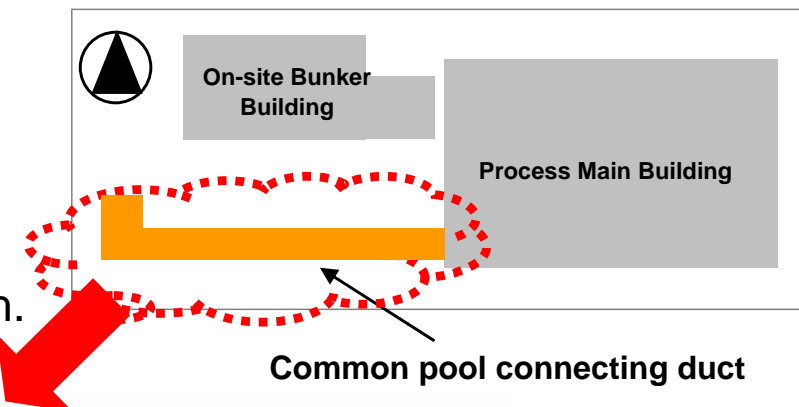 On-site Bunker
Building
Process Main Building
n.
Common pool connecting duct